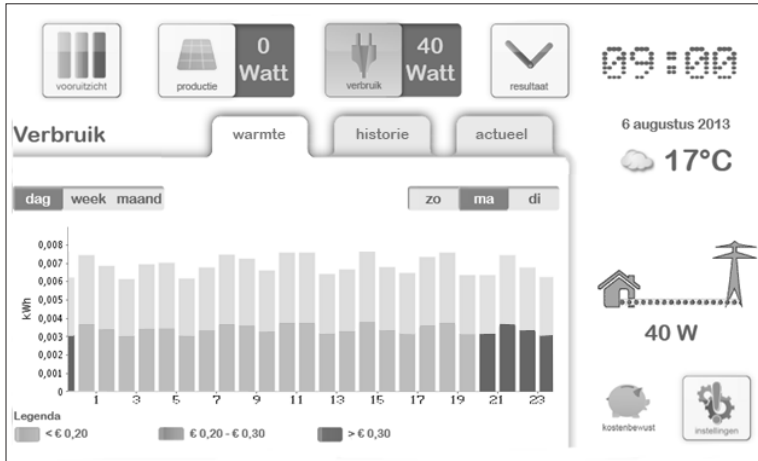 0
Watt
40
Watt
vooruitzicht
productie
verbruik
resultaat
09:00
Verbruik
warmte
historie
actueel
6 augustus 2013
17°C
dag week maand
zo ma di
0,008
0,007
0,006
0,005
0,004
0,003
0,002
0,001
0
kWh
1 3 5 7 9 11 13 15 17 19 21 23
40 W
Legenda
< € 0,20
€ 0,20 - € 0,30
> € 0,30
kostenbewust
instellingen